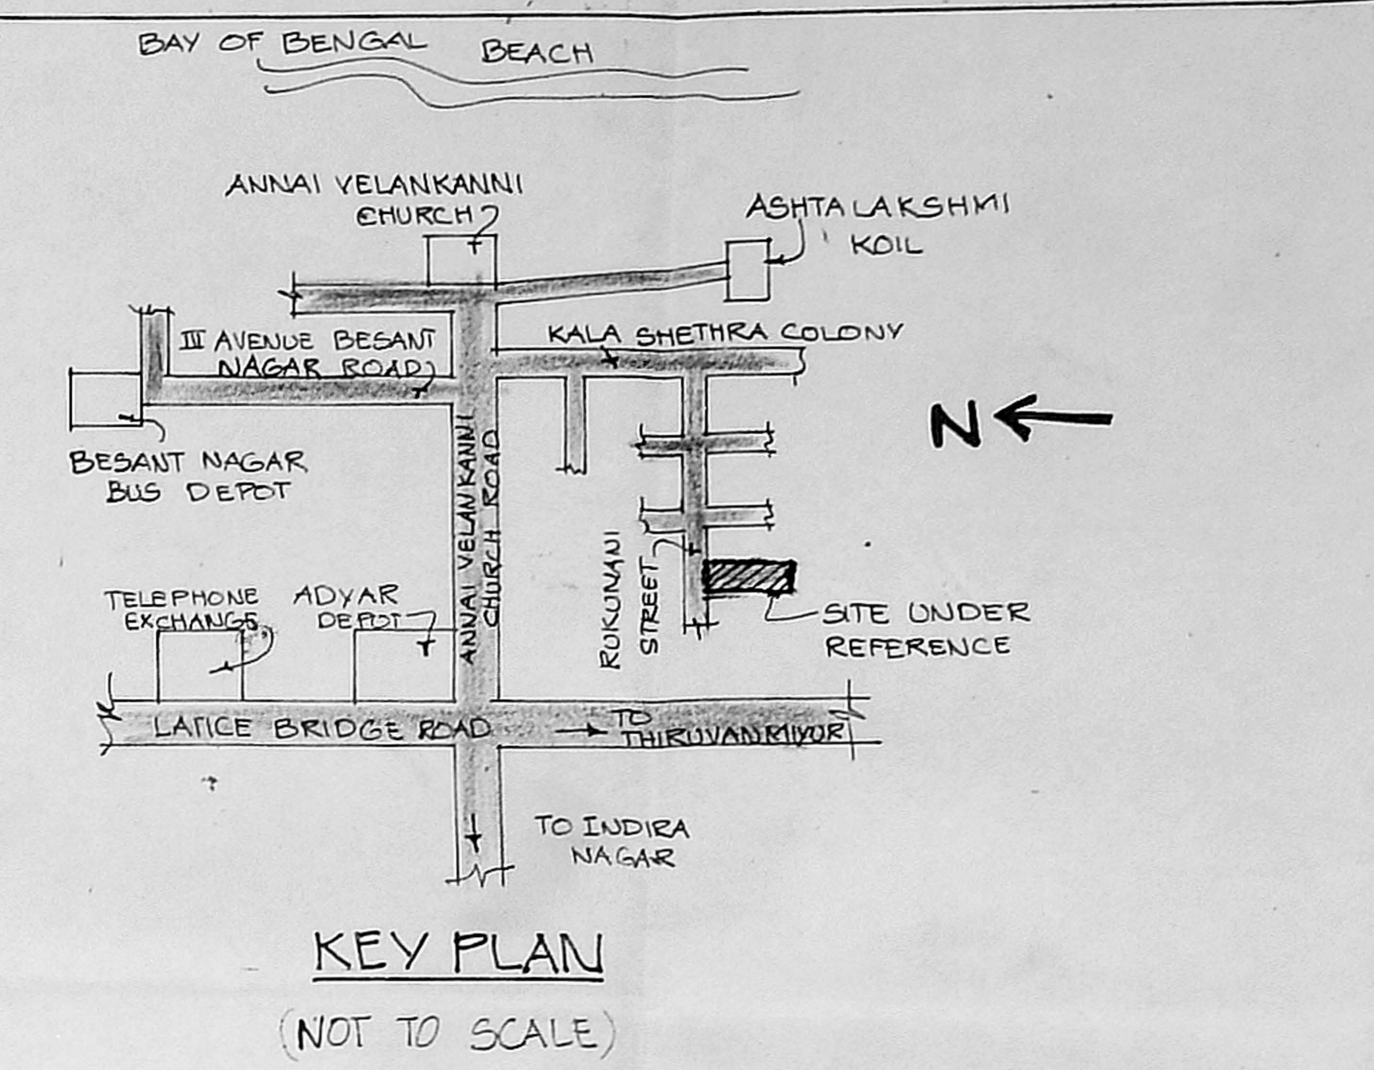 BAY OF BENGAL BEACH
ANNAI VELANKANNI
CHURCH
ASHTALAKSHMI
KOIL
III AVENUE BESANT
NAGAR ROAD
KALA SHETHRA COLONY
N
BESANT NAGAR
BUS DEPOT
ANNAI VELANKANNI
CHURCH ROAD
RUKUNANI
STREET
TELEPHONE
EXCHANGE
ADYAR
DEPOT
SITE UNDER
REFERENCE
LATICE BRIDGE ROAD
TO
THIRUVANMIYUR
TO INDIRA
NAGAR
KEY PLAN
(NOT TO SCALE)